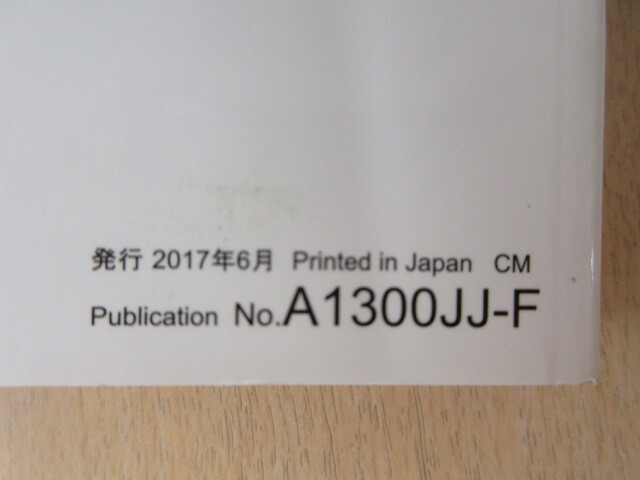 発行 2017年6月 Printed in Japan CM
Publication No.A1300JJ-F